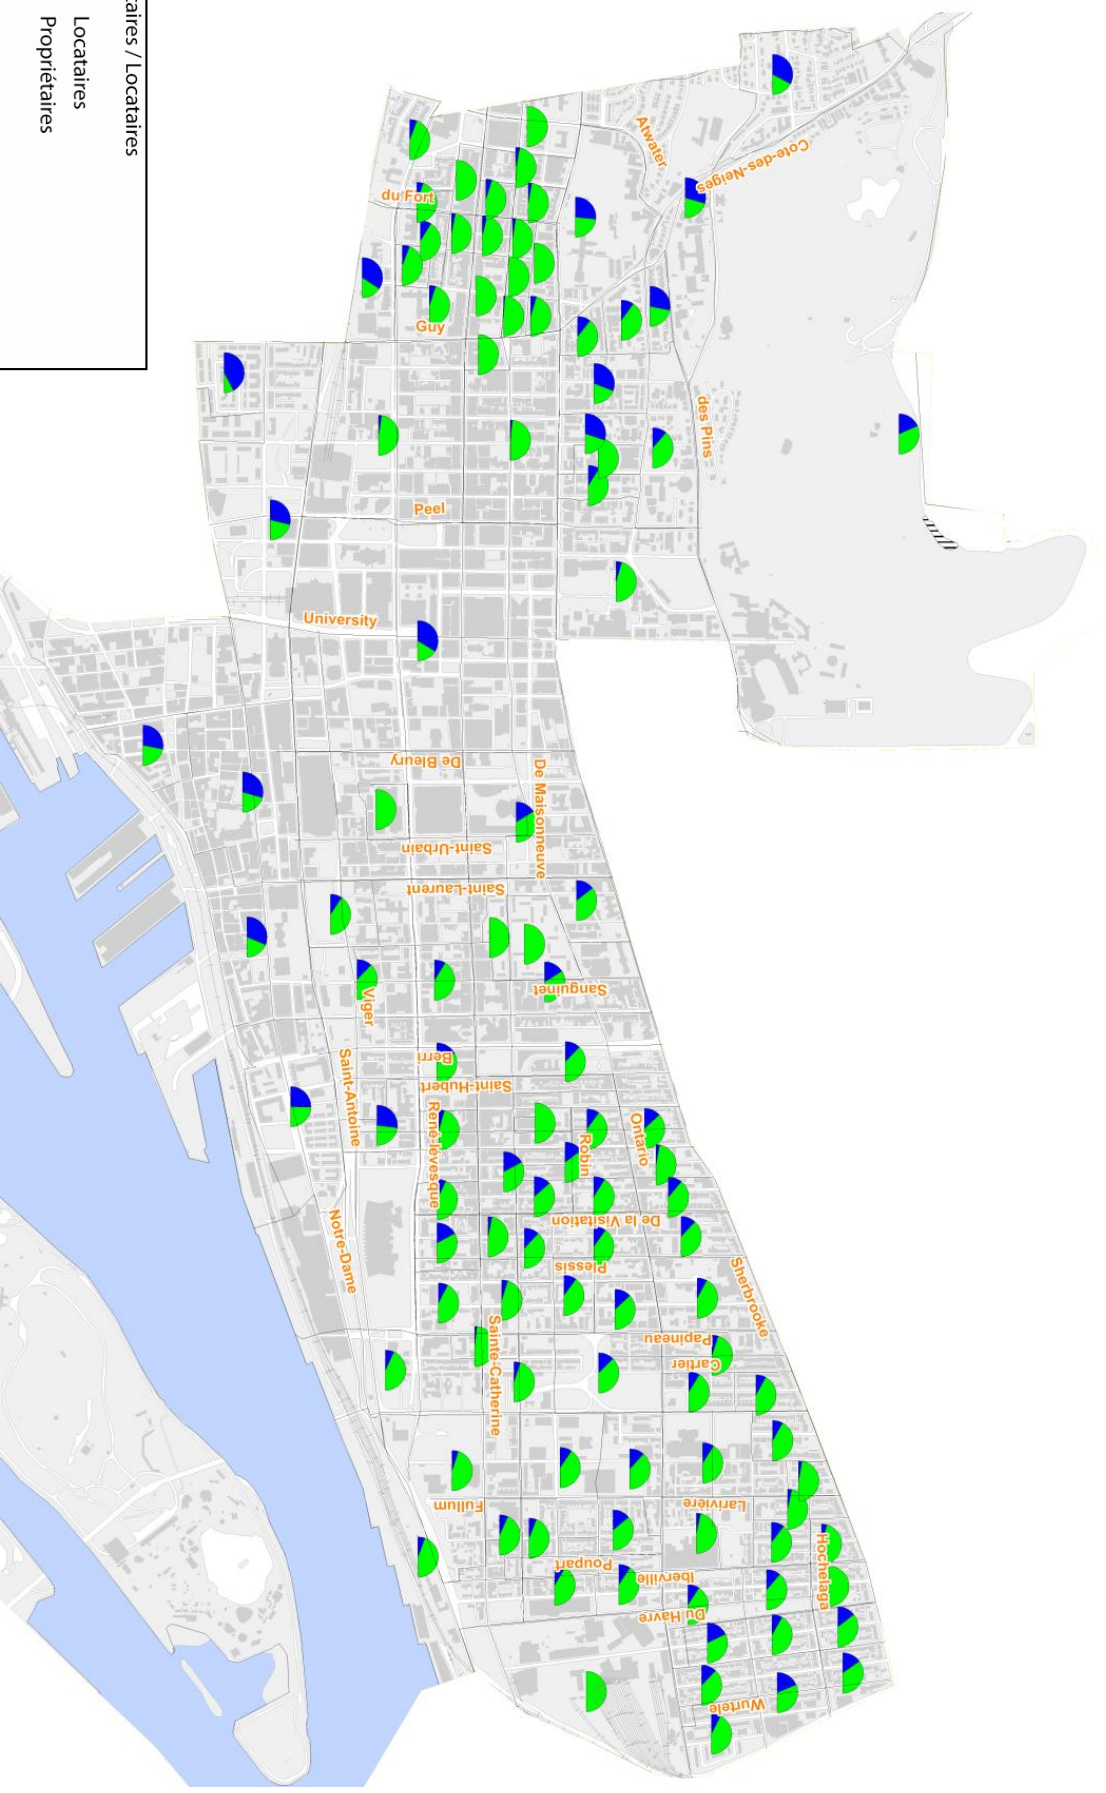 taires / Locataires
Locataires
Propriétaires
Atwater
Cote-des-Neiges
du Fort
Guy
des Pins
Peel
University
De Bleury
De Maisonneuve
Saint-Urbain
Saint-Laurent
Sanguinet
Viger
Berri
Saint-Hubert
Saint-Antoine
René-lévesque
Robin
Ontario
De la Visitation
Notre-Dame
Plessis
Sherbrooke
Papineau
Cartier
Sainte-Catherine
Fullum
Larivière
Hochelaga
Poupart
Iberville
Du Havre
Wurtele